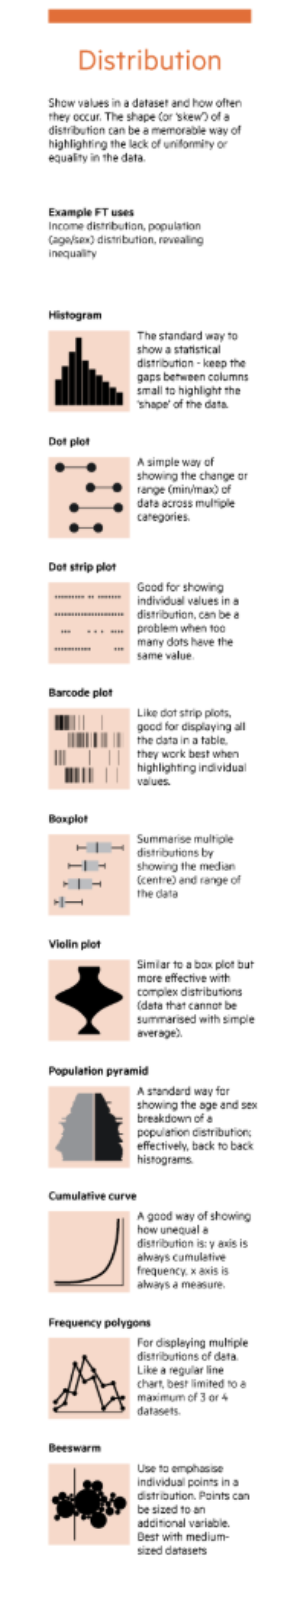 Distribution
Show values in a dataset and how often
they occur. The shape (or 'skew') of a
distribution can be a memorable way of
highlighting the lack of uniformity or
equality in the data.
Example FT uses
Income distribution, population
(age/sex) distribution, revealing
inequality
Histogram
The standard way to
show a statistical
distribution - keep the
gaps between columns
small to highlight the
'shape' of the data.
Dot plot
A simple way of
showing the change or
range (min/max) of
data across multiple
categories.
Dot strip plot
Good for showing
individual values in a
distribution, can be a
problem when too
many dots have the
same value.
Barcode plot
Like dot strip plots,
good for displaying all
the data in a table,
they work best when
highlighting individual
values.
Boxplot
Summarise multiple
distributions by
showing the median
(centre) and range of
the data
Violin plot
Similar to a box plot but
more effective with
complex distributions
(data that cannot be
summarised with simple
average).
Population pyramid
A standard way for
showing the age and sex
breakdown of a
population distribution;
effectively, back to back
histograms.
Cumulative curve
A good way of showing
how unequal a
distribution is: y axis is
always cumulative
frequency, x axis is
always a measure.
Frequency polygons
For displaying multiple
distributions of data.
Like a regular line
chart, best limited to a
maximum of 3 or 4
datasets.
Beeswarm
Use to emphasise
individual points in a
distribution. Points can
be sized to an
additional variable.
Best with medium-
sized datasets